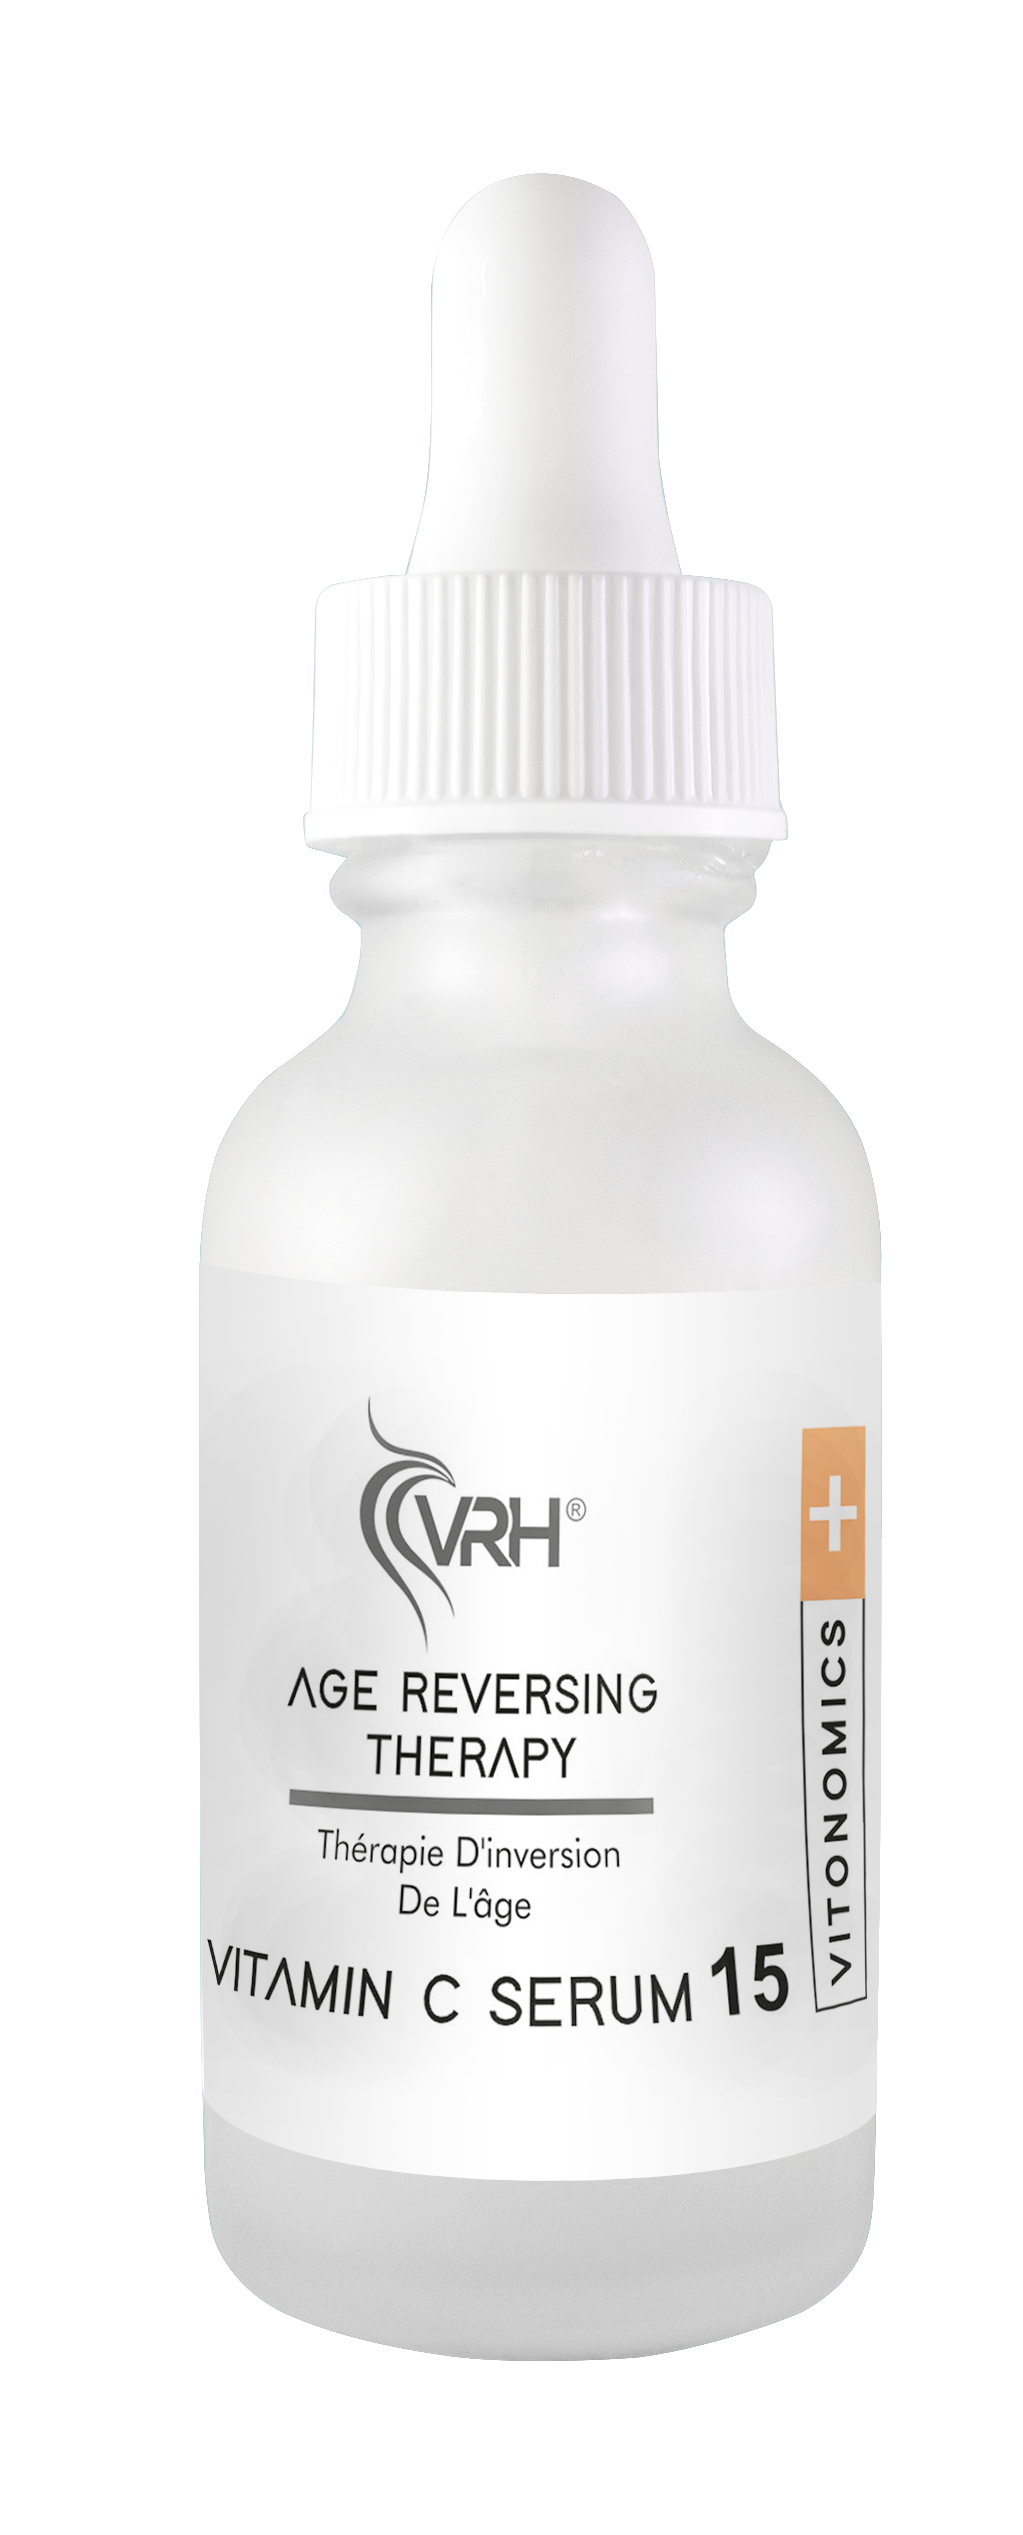 VRH®
AGE REVERSING
THERAPY
Thérapie D'inversion
De L'âge
VITAMIN C SERUM 15
VITONOMICS